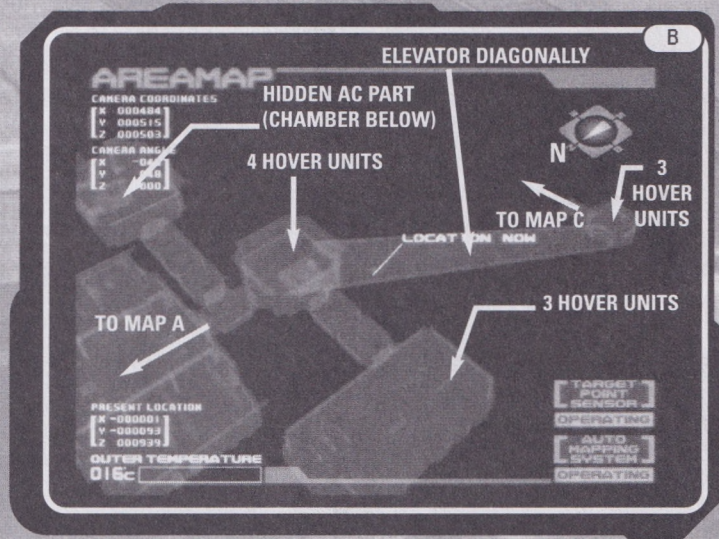 B
ELEVATOR DIAGONALLY
AREAMAP
CAMERA COORDINATES
X 000484
Y 000515
Z 000503
HIDDEN AC PART
(CHAMBER BELOW)
CAMERA ANGLE
X
Y
Z 000
4 HOVER UNITS
N
3
HOVER
UNITS
TO MAP C
LOCATION NOW
TO MAP A
3 HOVER UNITS
PRESENT LOCATION
X -000001
Y -000093
Z 000939
OUTER TEMPERATURE
016c
TARGET
POINT
SENSOR
OPERATING
AUTO
MAPPING
SYSTEM
OPERATING